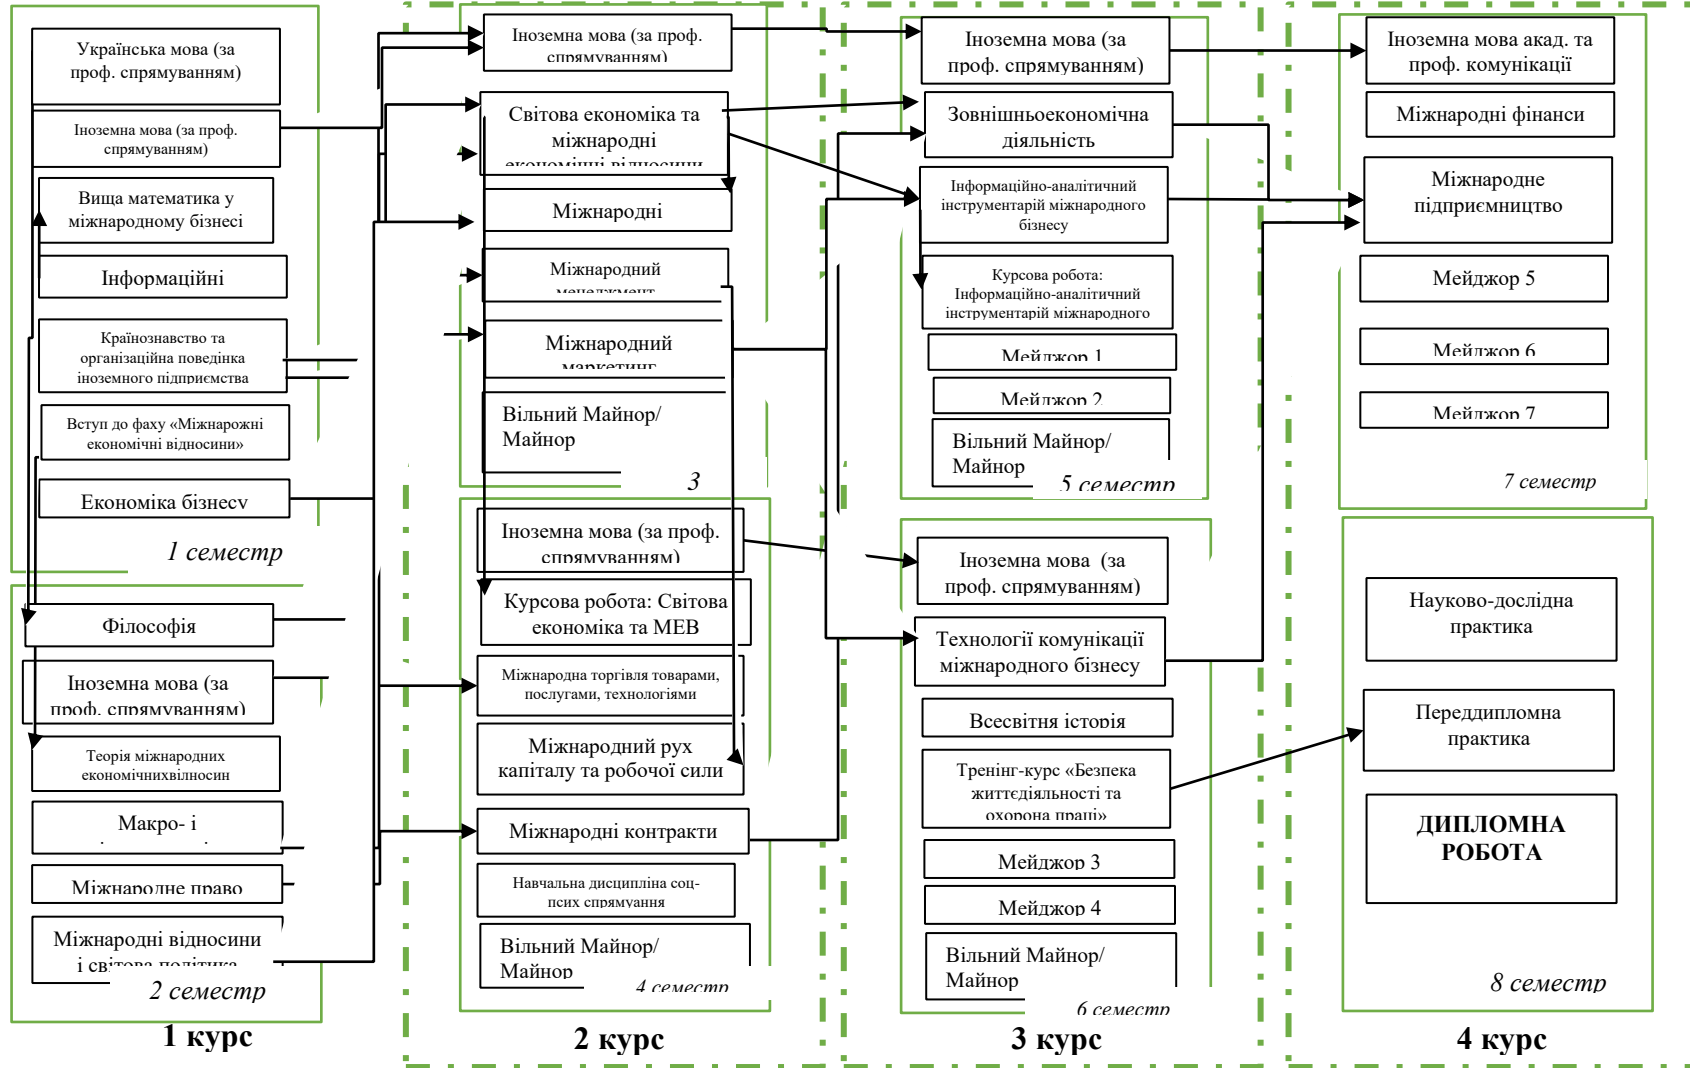 Українська мова (за
проф. спрямуванням)
Іноземна мова (за проф.
спрямуванням)
Вища математика у
міжнародному бізнесі
Інформаційні
Країнознавство та
організаційна поведінка
іноземного підприємства
Вступ до фаху «Міжнарожні
економічні відносини»
Економіка бізнесу
1 семестр
Філософія
Іноземна мова (за
проф. спрямуванням)
Теорія міжнародних
економічнихвілносин
Макро- і
Міжнародне право
Міжнародні відносини
і світова політика
2 семестр
1 курс
Іноземна мова (за проф.
спрямуванням)
Світова економіка та
міжнародні
економічні відносини
Міжнародні
Міжнародний
менеджмент
Міжнародний
маркетинг
Вільний Майнор/
Майнор
3
Іноземна мова (за проф.
спрямуванням)
Курсова робота: Світова
економіка та МЕВ
Міжнародна торгівля товарами,
послугами, технологіями
Міжнародний рух
капіталу та робочої сили
Міжнародні контракти
Навчальна дисципліна соц-
псих спрямуання
Вільний Майнор/
Майнор
4 семестр
2 курс
Іноземна мова (за
проф. спрямуванням)
Зовнішньоекономічна
діяльність
Інформаційно-аналітичний
інструментарій міжнародного
бізнесу
Курсова робота:
Інформаційно-аналітичний
інструментарій міжнародного
Мейджор 1
Мейджор 2
Вільний Майнор/
Майнор
5 семестр
Іноземна мова (за
проф. спрямуванням)
Технології комунікації
міжнародного бізнесу
Всесвітня історія
Тренінг-курс «Безпека
життєдіяльності та
охорона праці»
Мейджор 3
Мейджор 4
Вільний Майнор/
Майнор
6 семестр
3 курс
Іноземна мова акад. та
проф. комунікації
Міжнародні фінанси
Міжнародне
підприємництво
Мейджор 5
Мейджор 6
Мейджор 7
7 семестр
Науково-дослідна
практика
Переддипломна
практика
ДИПЛОМНА
РОБОТА
8 семестр
4 курс